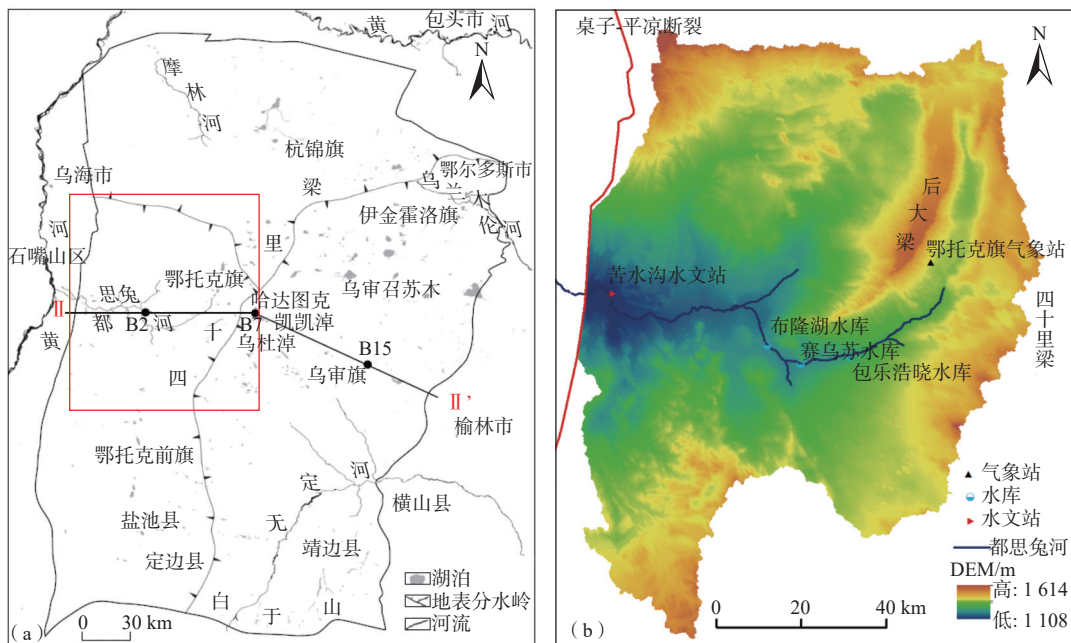 黄
包头市
河
N
摩
林
河
杭锦旗
乌海市
梁
鄂尔多斯市
乌兰木
伦
河
伊金霍洛旗
里
河
石嘴山区
鄂托克旗
乌审召苏木
思兔
哈达图克
Ⅱ
都
河
B2
B7
凯凯淖
黄
十
乌杜淖
B15
四
乌审旗
Ⅱ’
榆林市
鄂托克前旗
河
定
横山县
盐池县
无
靖边县
定边县
白
于
山
湖泊
地表分水岭
河流
0 30 km
(a)
桌子-平凉断裂
N
后
大
梁
鄂托克旗气象站
苦水沟水文站
四
十
里
梁
布隆湖水库
赛乌苏水库
包乐浩晓水库
气象站
水库
水文站
都思兔河
DEM/m
高: 1 614
低: 1 108
0 20 40 km
(b)